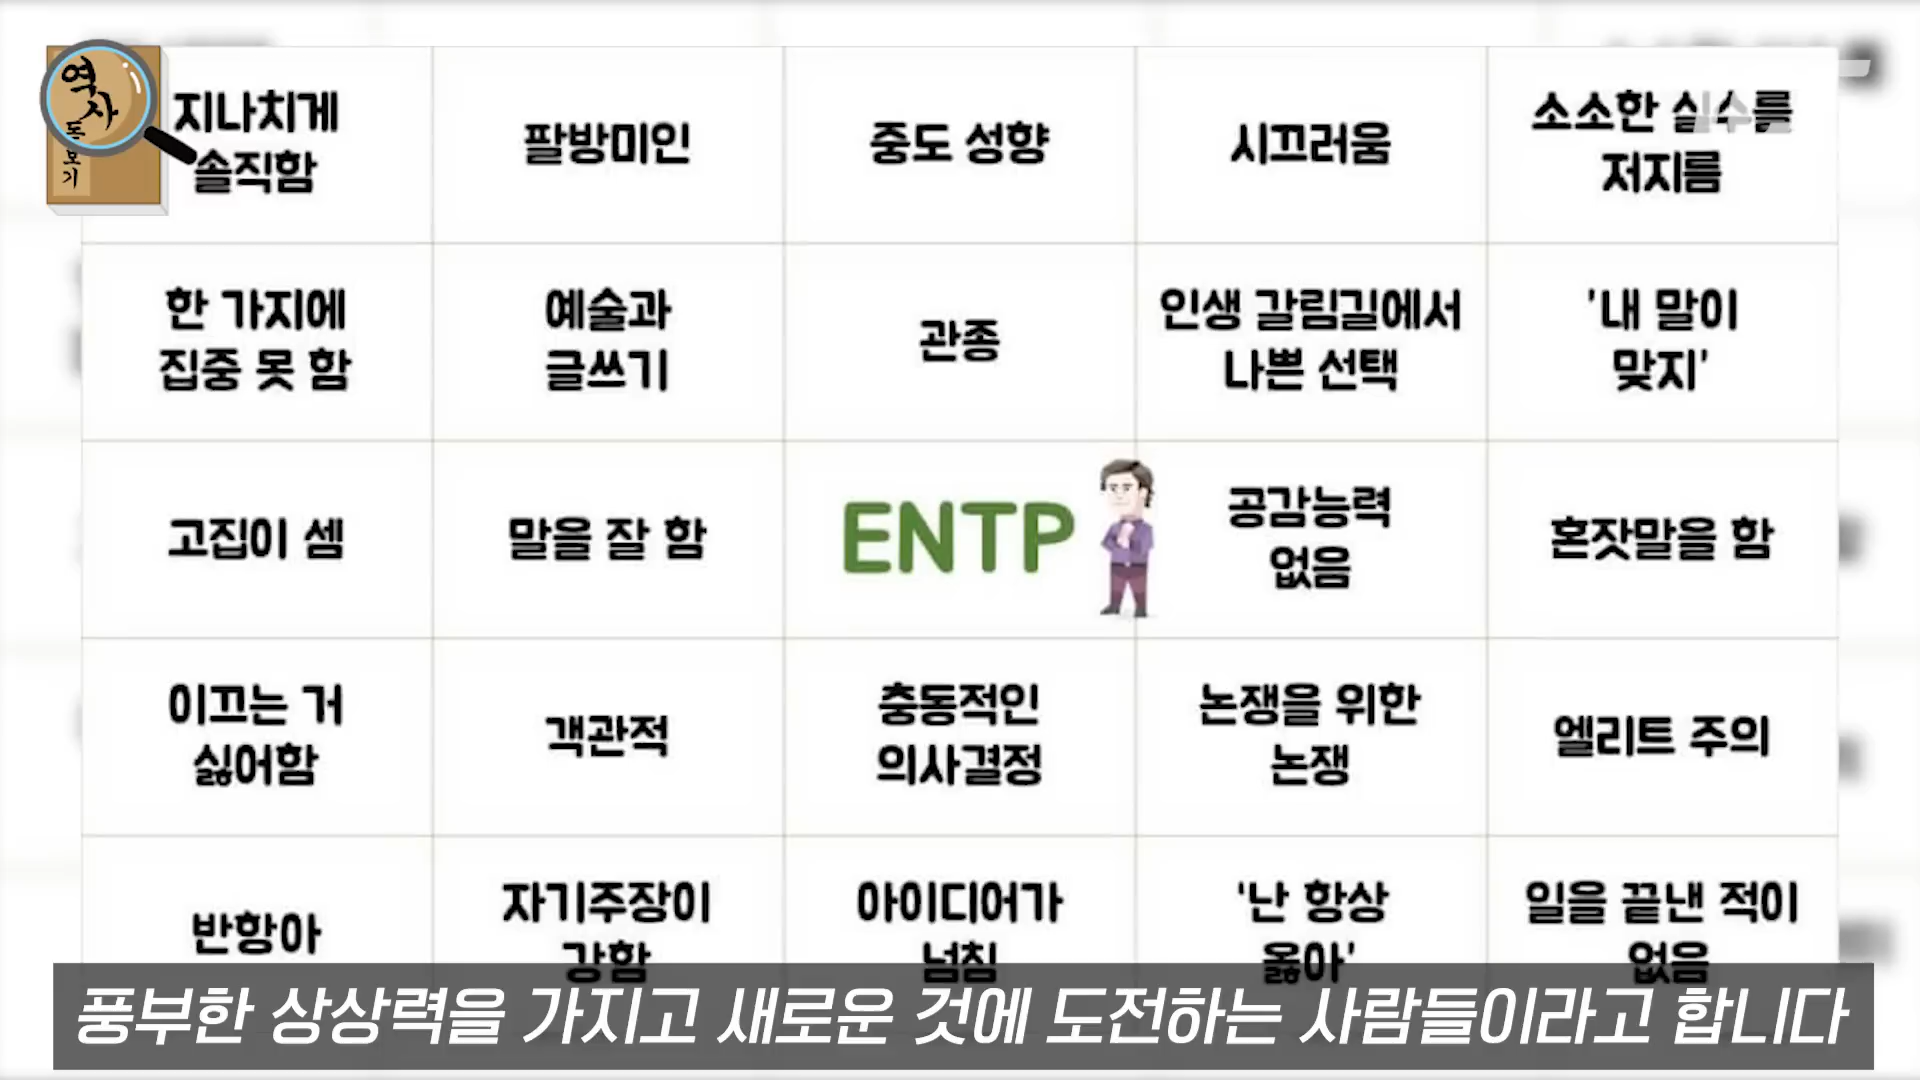 역사
돋보기
지나치게
솔직함
팔방미인
중도 성향
시끄러움
소소한 실수를
저지름
한 가지에
집중 못 함
예술과
글쓰기
관종
인생 갈림길에서
나쁜 선택
'내 말이
맞지'
고집이 셈
말을 잘 함
ENTP
공감능력
없음
혼잣말을 함
이끄는 거
싫어함
객관적
충동적인
의사결정
논쟁을 위한
논쟁
엘리트 주의
반항아
자기주장이
강함
아이디어가
넘침
'난 항상
옳아'
일을 끝낸 적이
없음
풍부한 상상력을 가지고 새로운 것에 도전하는 사람들이라고 합니다